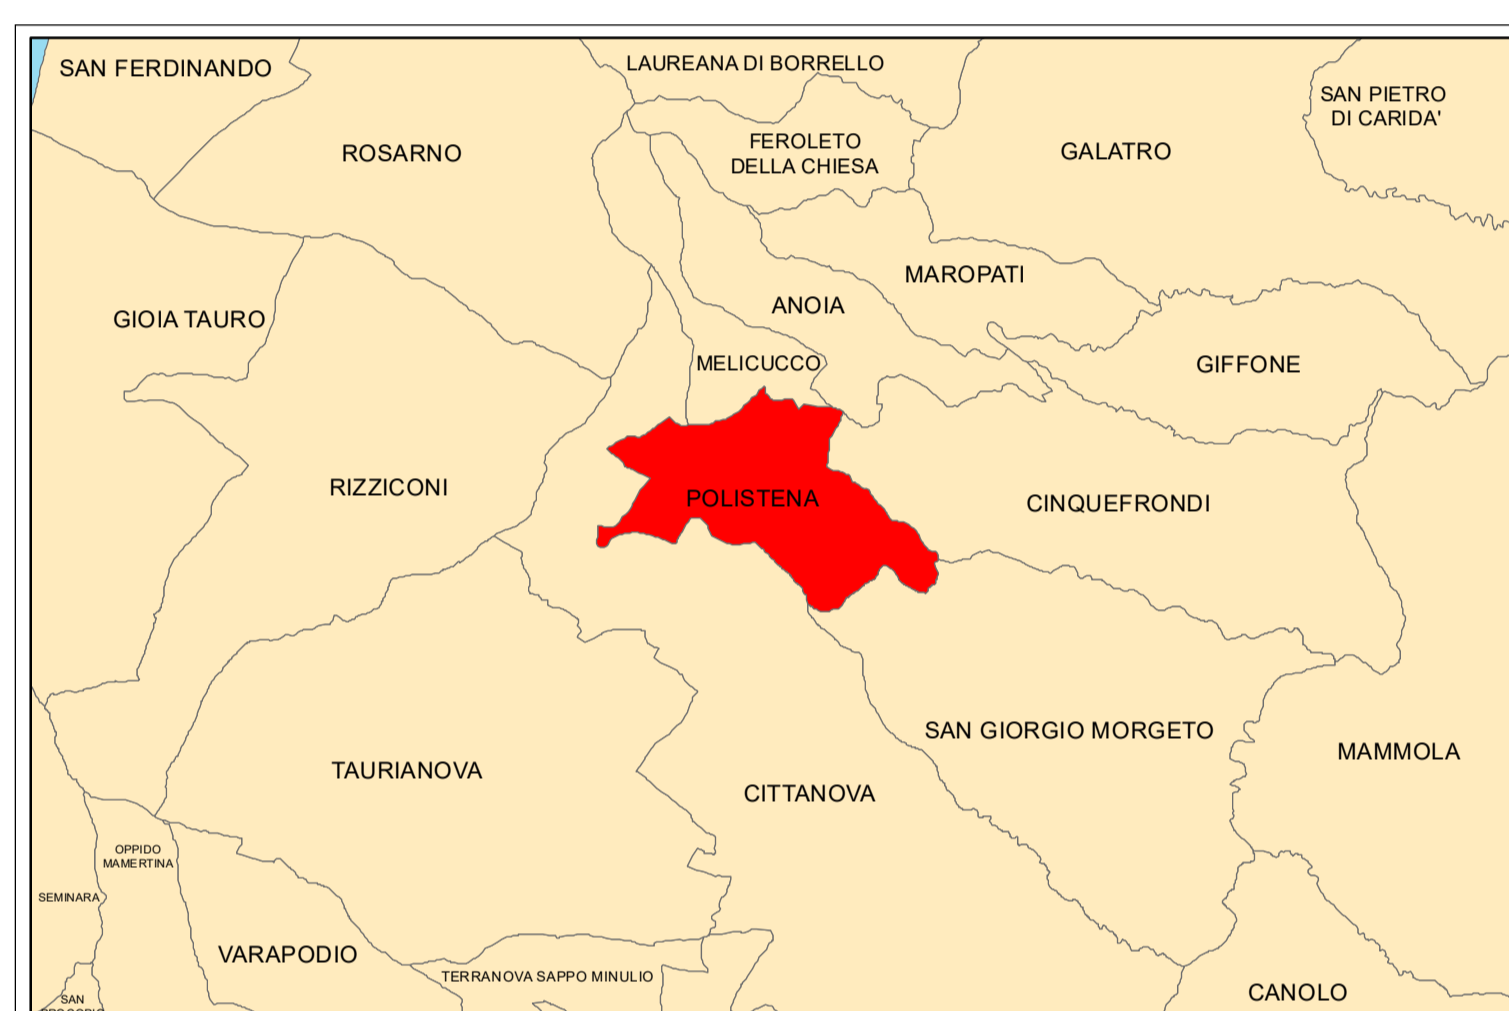 SAN FERDINANDO
LAUREANA DI BORRELLO
SAN PIETRO
DI CARIDA'
ROSARNO
FEROLETO
DELLA CHIESA
GALATRO
MAROPATI
ANOIA
GIOIA TAURO
MELICUCCO
GIFFONE
RIZZICONI
POLISTENA
CINQUEFRONDI
SAN GIORGIO MORGETO
MAMMOLA
TAURIANOVA
CITTANOVA
OPPIDO
MAMERTINA
SEMINARA
VARAPODIO
TERRANOVA SAPPO MINULIO
CANOLO
SAN